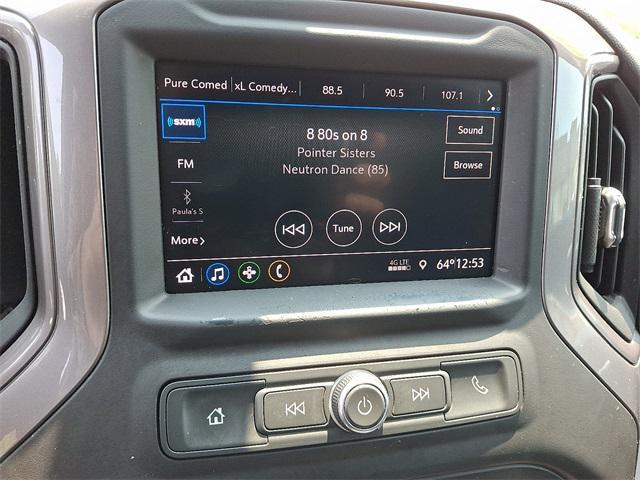 Pure Comed xL Comedy... 88.5 90.5 107.1
((sxm))
8 80s on 8
Pointer Sisters
Neutron Dance (85)
Sound
Browse
FM
Paula's S
More
Tune
4G LTE 64° 12:53